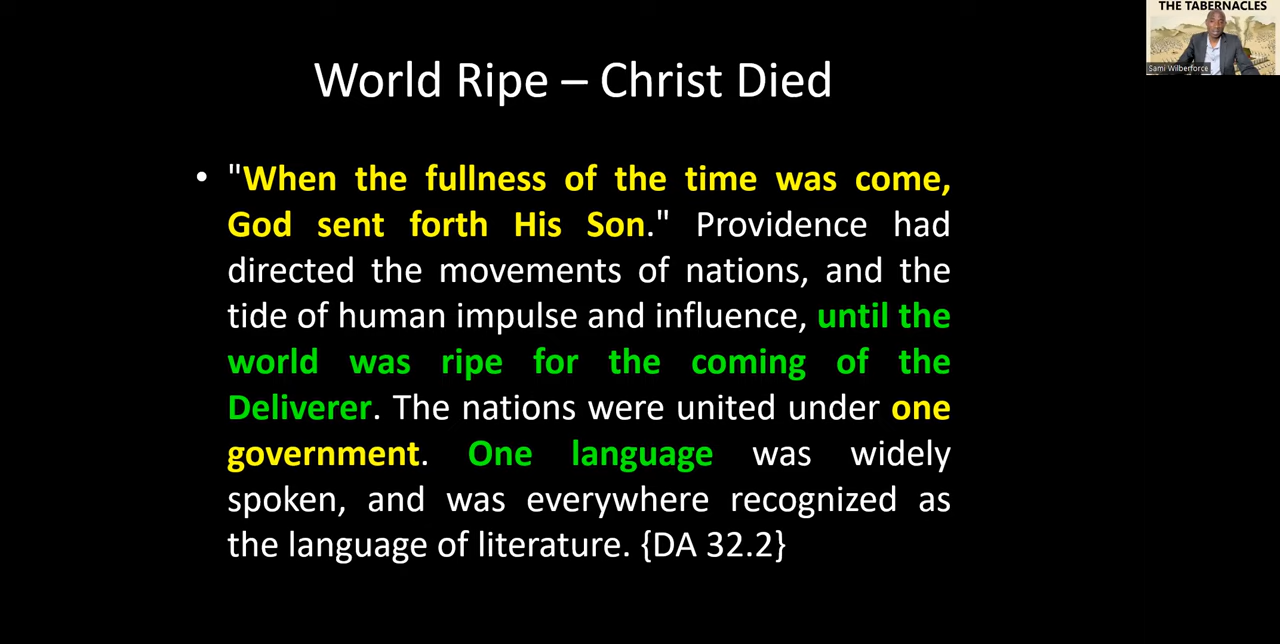 THE TABERNACLES
Sami Wilberforce
World Ripe – Christ Died
• "When the fullness of the time was come,
God sent forth His Son." Providence had
directed the movements of nations, and the
tide of human impulse and influence, until the
world was ripe for the coming of the
Deliverer. The nations were united under one
government. One language was widely
spoken, and was everywhere recognized as
the language of literature. {DA 32.2}